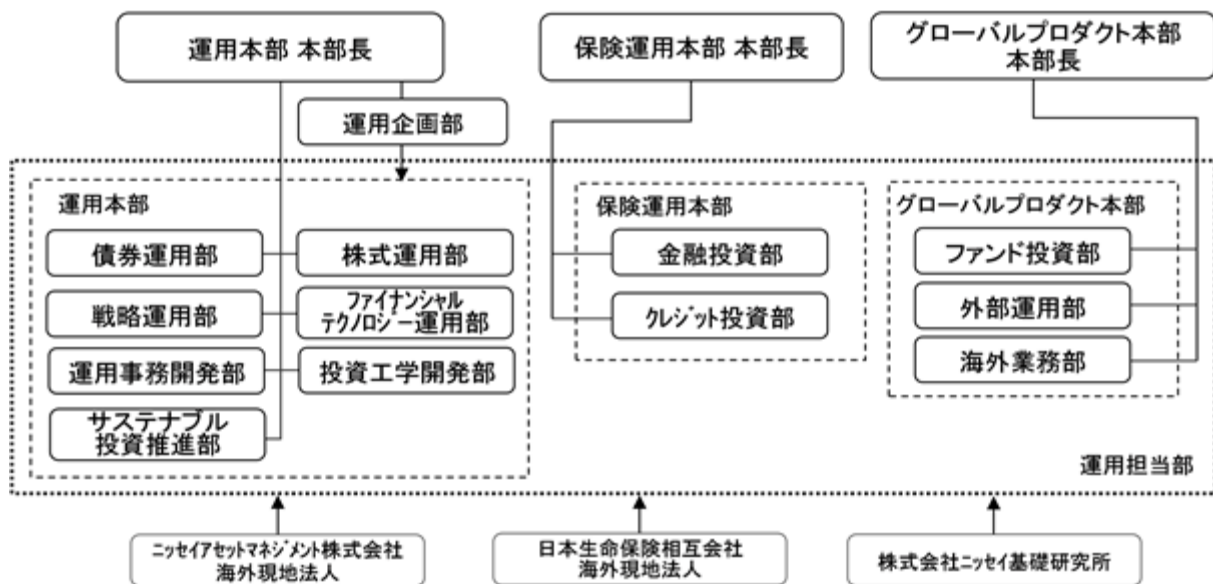 運用本部 本部長
保険運用本部 本部長
グローバルプロダクト本部
本部長
運用企画部
運用本部
債券運用部
株式運用部
戦略運用部
ファイナンシャル
テクノロジー運用部
運用事務開発部
投資工学開発部
サステナブル
投資推進部
保険運用本部
金融投資部
クレジット投資部
グローバルプロダクト本部
ファンド投資部
外部運用部
海外業務部
運用担当部
ニッセイアセットマネジメント株式会社
海外現地法人
日本生命保険相互会社
海外現地法人
株式会社ニッセイ基礎研究所